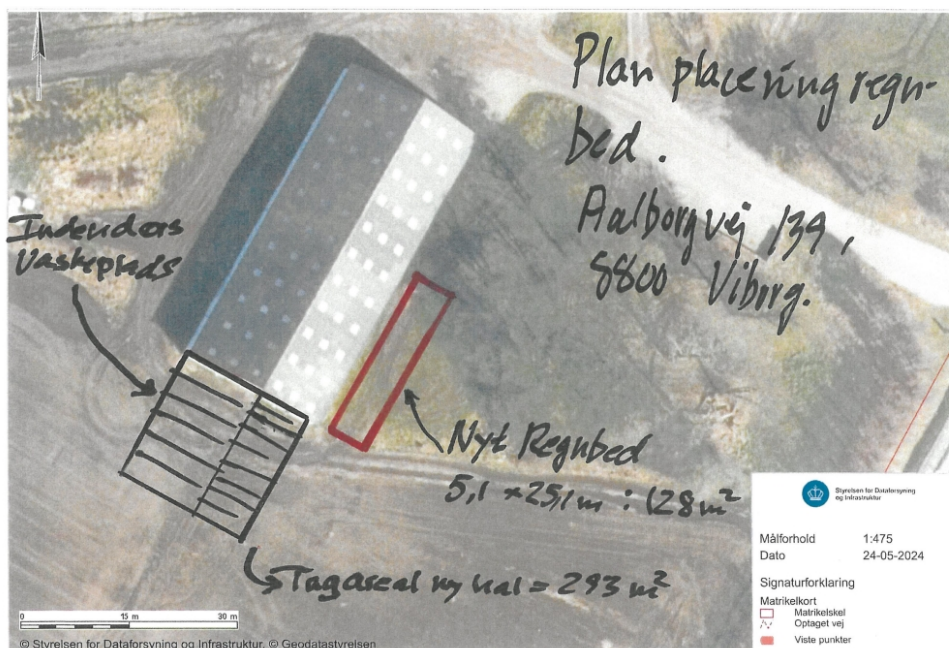 Plan placering regn-
bed.
Aalborgvej 139,
8800 Viborg.
Indendørs
Vaskeplads
Nyt Regnbed
5,1 x 25,1 m : 128 m²
Tagareal ny hal = 293 m²
Styrelsen for Dataforsyning
og Infrastruktur
Målforhold 1:475
Dato 24-05-2024
Signaturforklaring
Matrikelkort
Matrikelskel
Optaget vej
Viste punkter
0 15 m 30 m
© Styrelsen for Dataforsyning og Infrastruktur, © Geodatastyrelsen